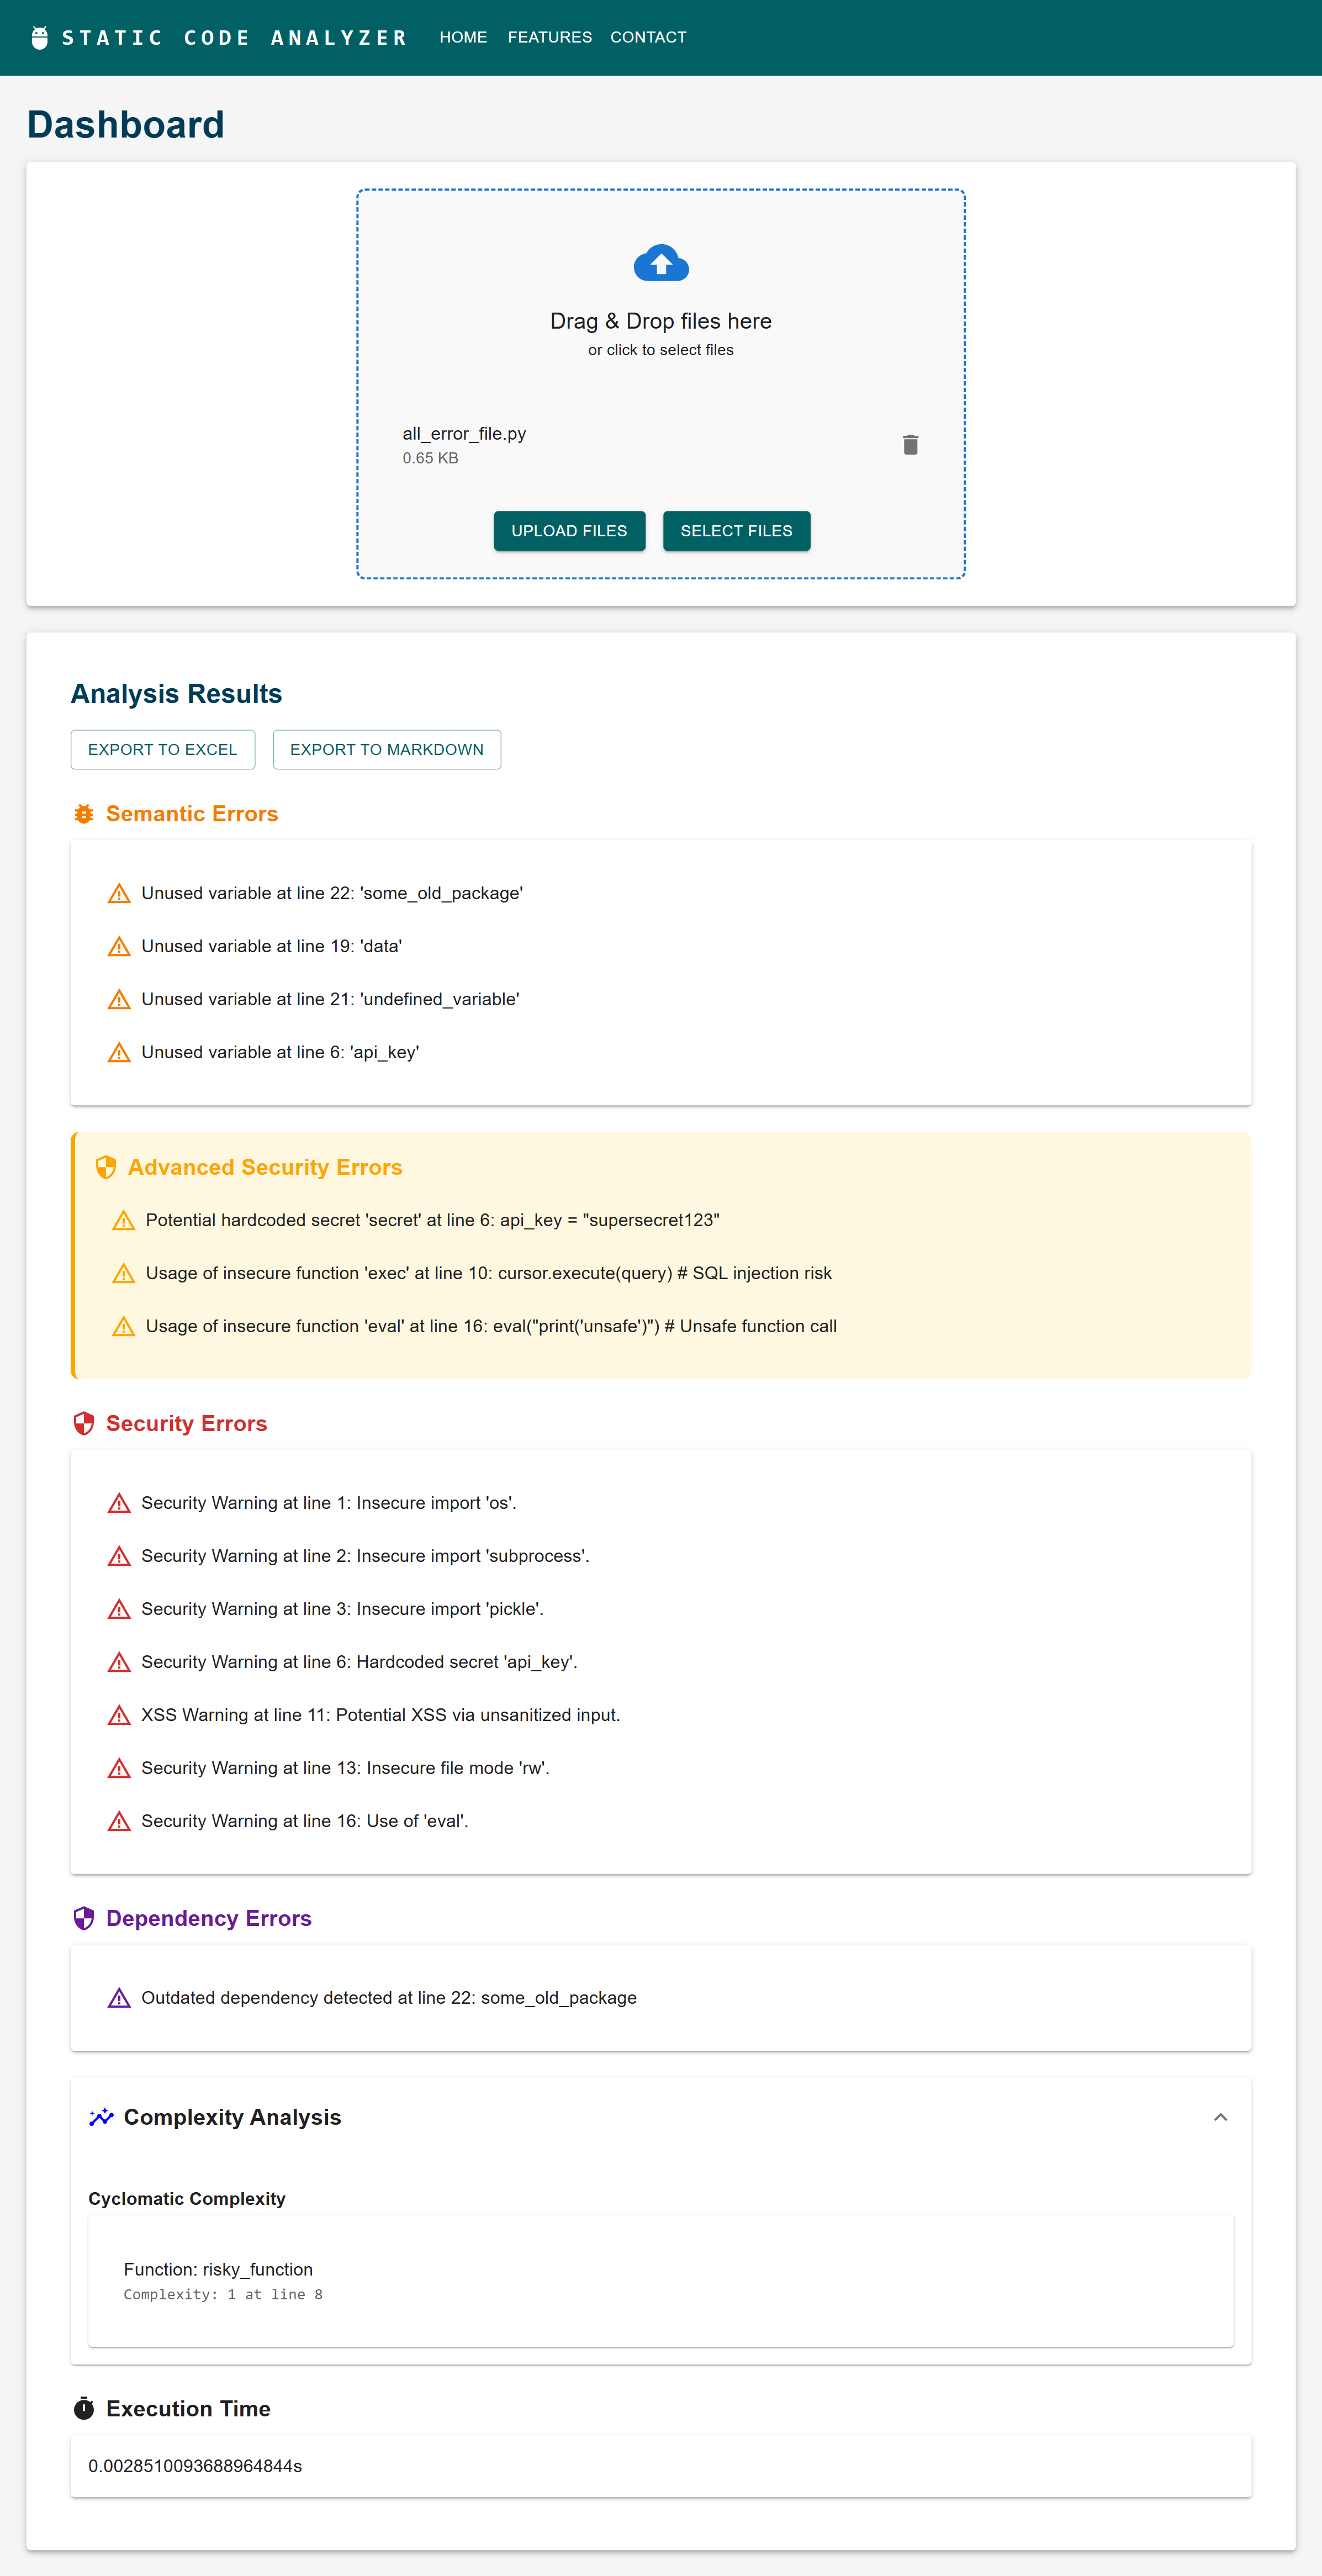 STATIC CODE ANALYZER HOME FEATURES CONTACT
Dashboard
Drag & Drop files here
or click to select files
all_error_file.py
0.65 KB
UPLOAD FILES SELECT FILES
Analysis Results
EXPORT TO EXCEL EXPORT TO MARKDOWN
Semantic Errors
Unused variable at line 22: 'some_old_package'
Unused variable at line 19: 'data'
Unused variable at line 21: 'undefined_variable'
Unused variable at line 6: 'api_key'
Advanced Security Errors
Potential hardcoded secret 'secret' at line 6: api_key = "supersecret123"
Usage of insecure function 'exec' at line 10: cursor.execute(query) # SQL injection risk
Usage of insecure function 'eval' at line 16: eval("print('unsafe')") # Unsafe function call
Security Errors
Security Warning at line 1: Insecure import 'os'.
Security Warning at line 2: Insecure import 'subprocess'.
Security Warning at line 3: Insecure import 'pickle'.
Security Warning at line 6: Hardcoded secret 'api_key'.
XSS Warning at line 11: Potential XSS via unsanitized input.
Security Warning at line 13: Insecure file mode 'rw'.
Security Warning at line 16: Use of 'eval'.
Dependency Errors
Outdated dependency detected at line 22: some_old_package
Complexity Analysis
Cyclomatic Complexity
Function: risky_function
Complexity: 1 at line 8
Execution Time
0.0028510093688964844s